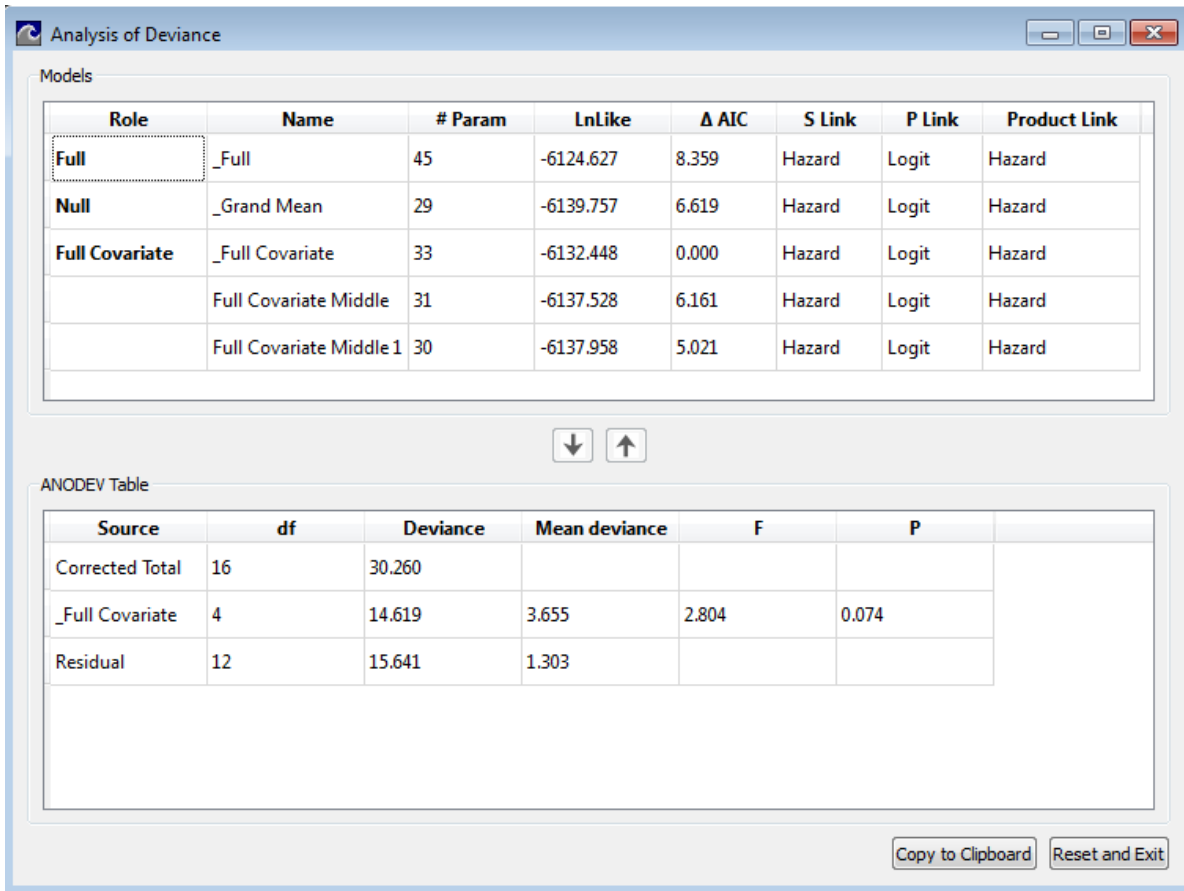 Analysis of Deviance
Models
Role Name # Param LnLike Δ AIC S Link P Link Product Link
Full _Full 45 -6124.627 8.359 Hazard Logit Hazard
Null _Grand Mean 29 -6139.757 6.619 Hazard Logit Hazard
Full Covariate _Full Covariate 33 -6132.448 0.000 Hazard Logit Hazard
Full Covariate Middle 31 -6137.528 6.161 Hazard Logit Hazard
Full Covariate Middle 1 30 -6137.958 5.021 Hazard Logit Hazard
ANODEV Table
Source df Deviance Mean deviance F P
Corrected Total 16 30.260
_Full Covariate 4 14.619 3.655 2.804 0.074
Residual 12 15.641 1.303
Copy to Clipboard Reset and Exit